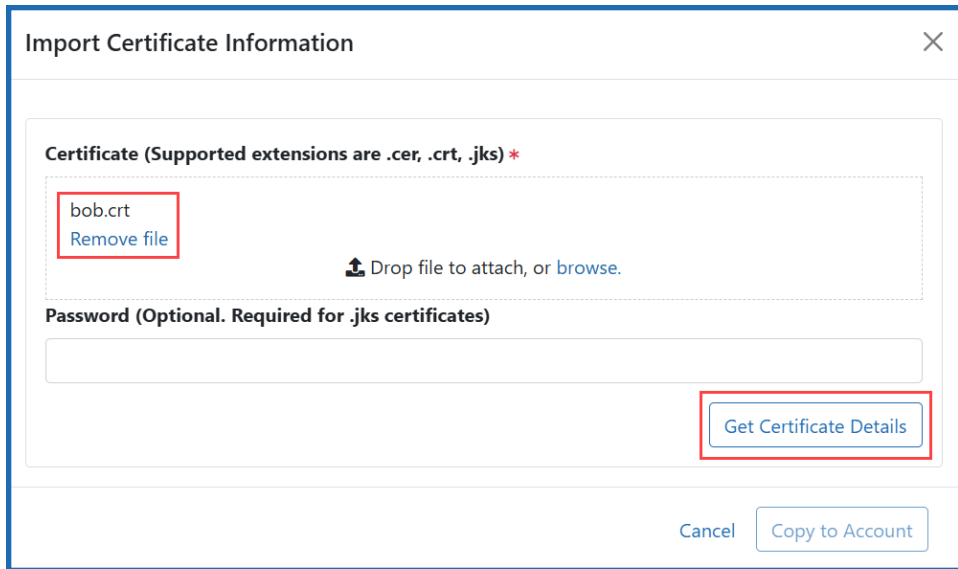 Import Certificate Information
Certificate (Supported extensions are .cer, .crt, .jks) *
bob.crt
Remove file
Drop file to attach, or browse.
Password (Optional. Required for .jks certificates)
Get Certificate Details
Cancel Copy to Account